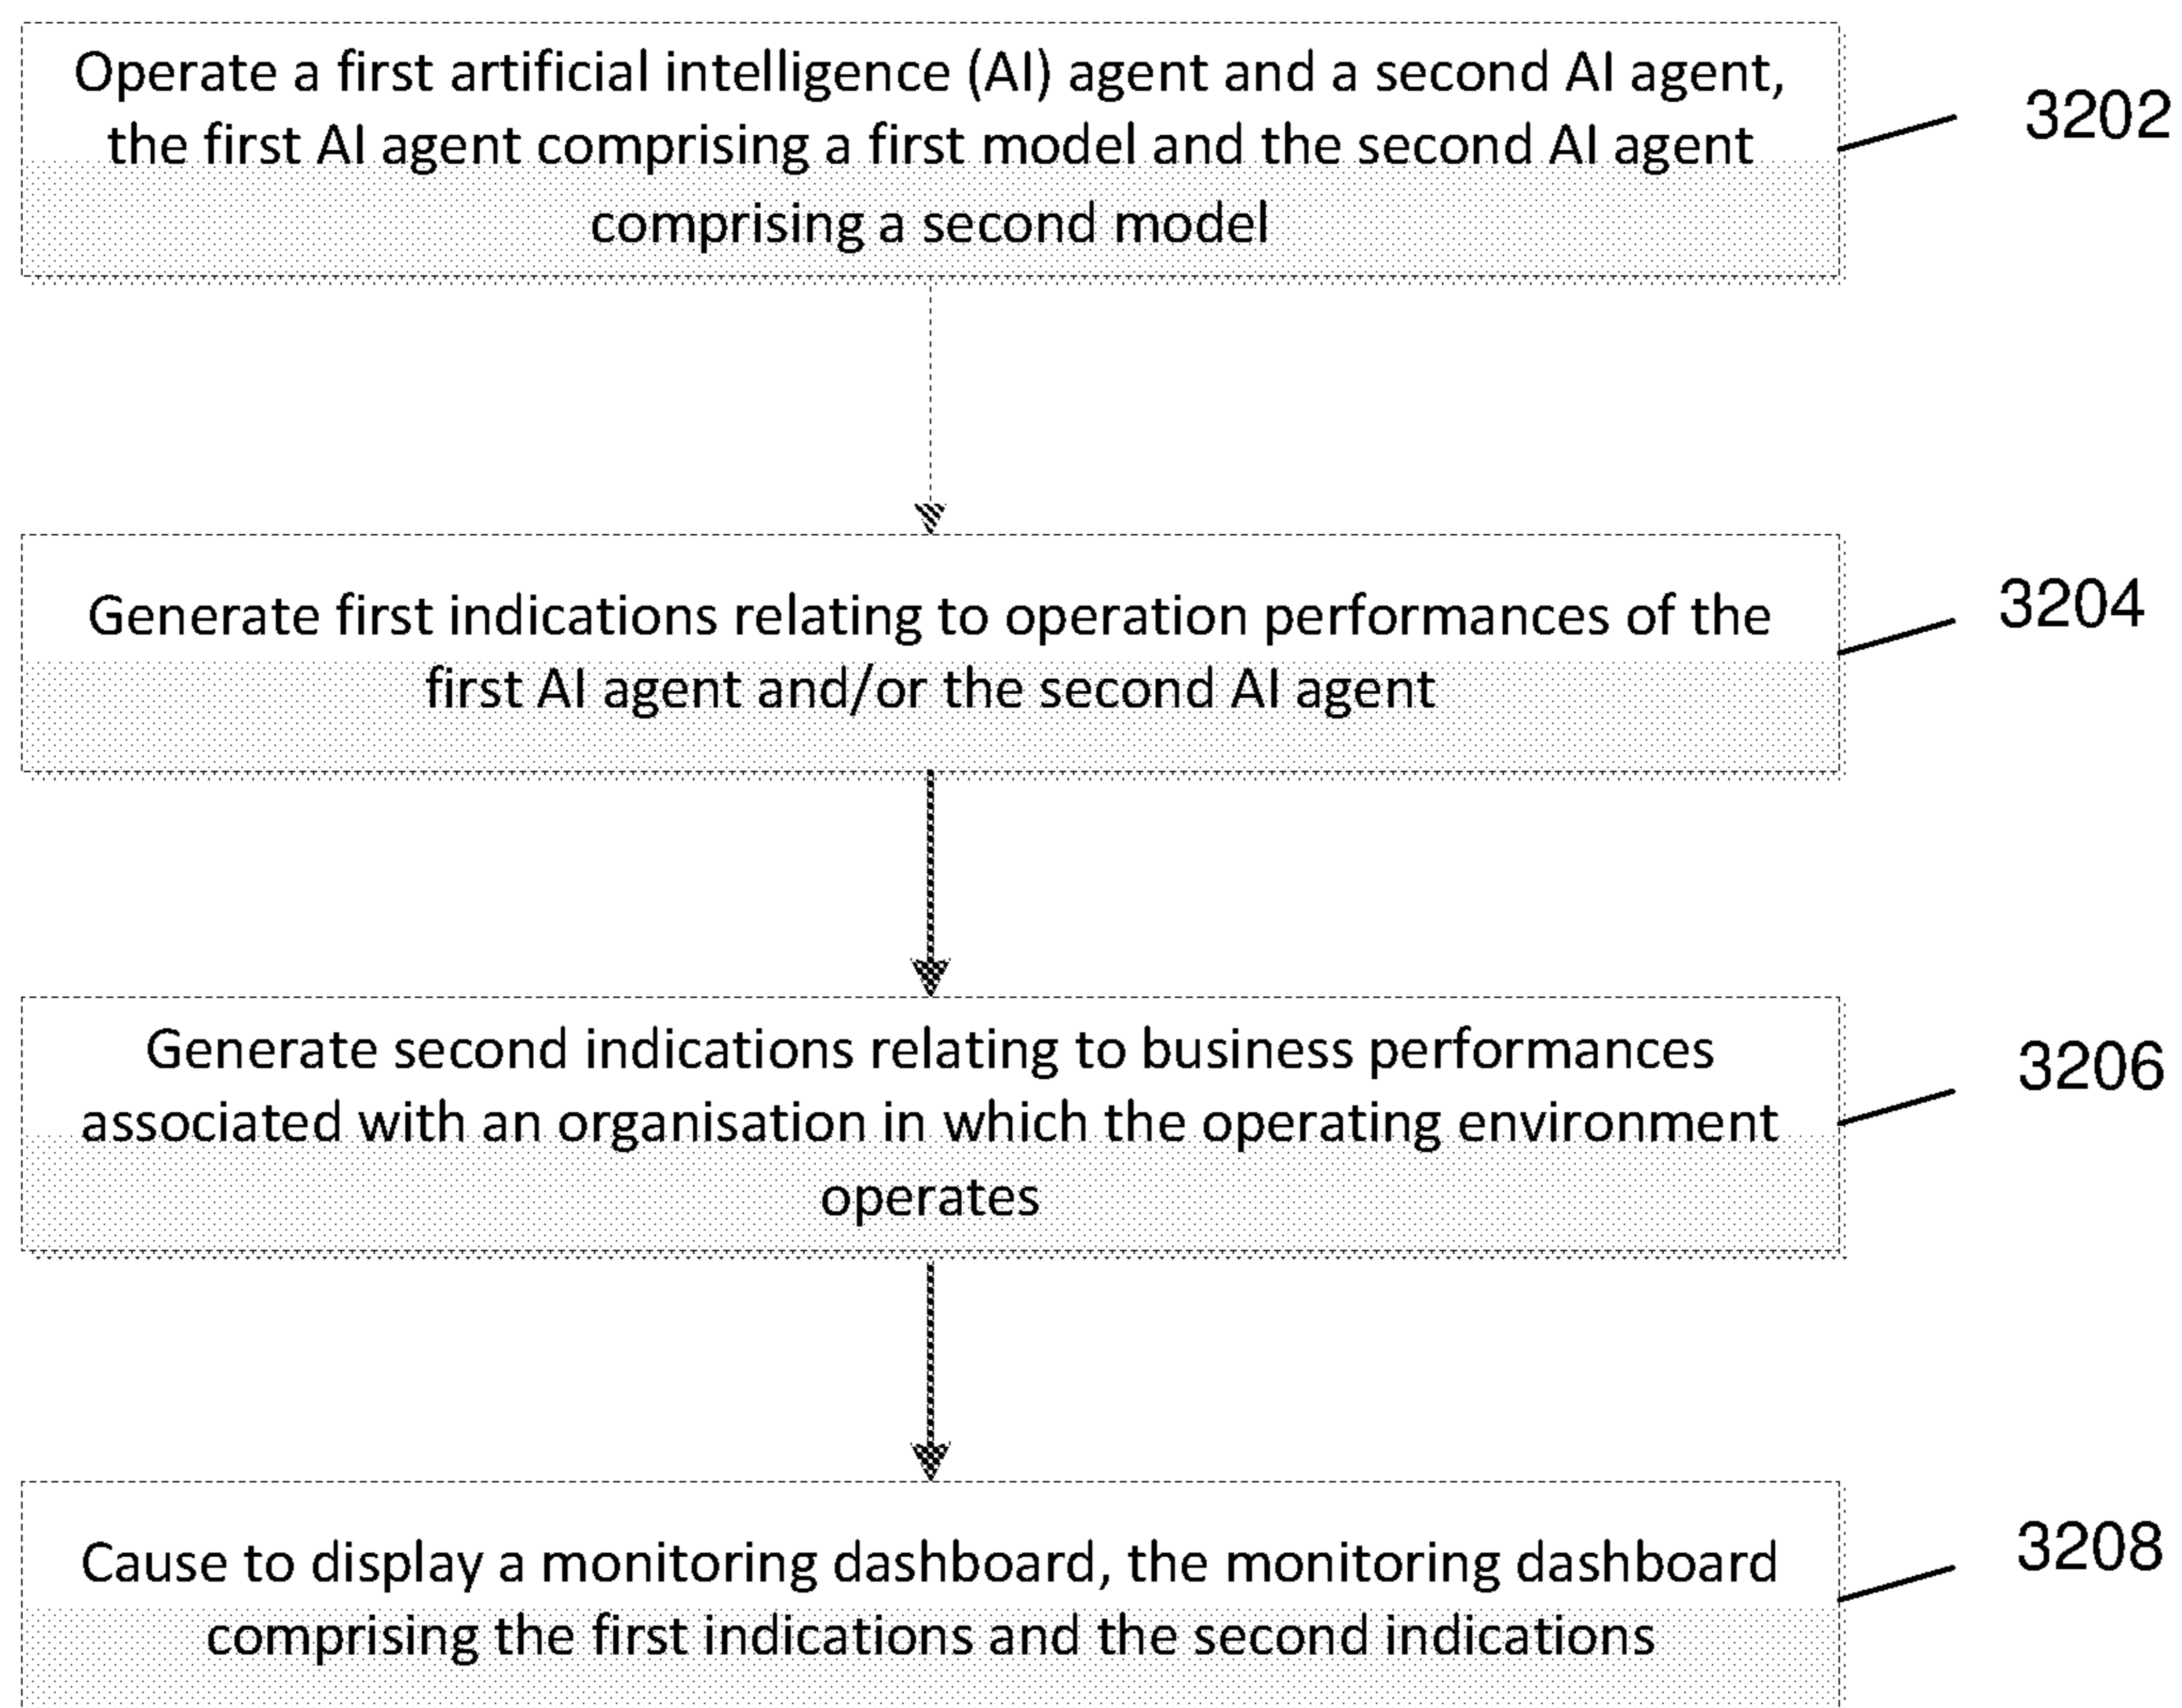 Operate a first artificial intelligence (AI) agent and a second AI agent,
the first AI agent comprising a first model and the second AI agent
comprising a second model
3202
Generate first indications relating to operation performances of the
first AI agent and/or the second AI agent
3204
Generate second indications relating to business performances
associated with an organisation in which the operating environment
operates
3206
Cause to display a monitoring dashboard, the monitoring dashboard
comprising the first indications and the second indications
3208